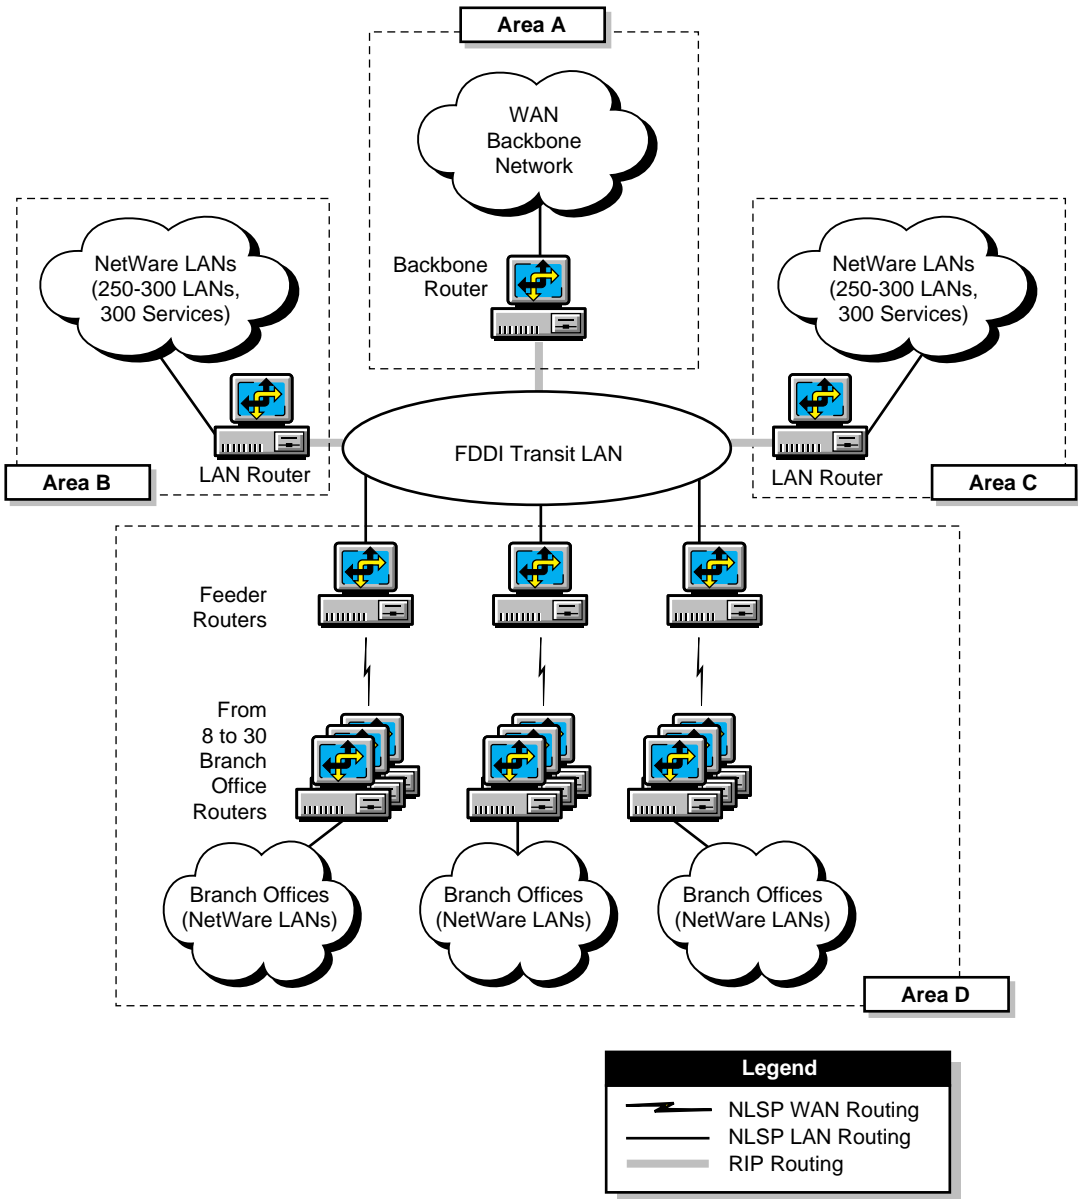 Area A
WAN
Backbone
Network
Backbone
Router
NetWare LANs
(250-300 LANs,
300 Services)
LAN Router
Area B
NetWare LANs
(250-300 LANs,
300 Services)
LAN Router
Area C
FDDI Transit LAN
Feeder
Routers
From
8 to 30
Branch
Office
Routers
Branch Offices
(NetWare LANs)
Branch Offices
(NetWare LANs)
Branch Offices
(NetWare LANs)
Area D
Legend
NLSP WAN Routing
NLSP LAN Routing
RIP Routing